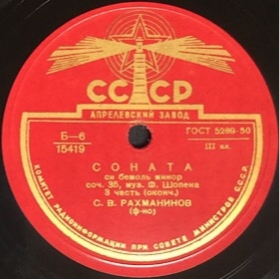 СССР
АПРЕЛЕВСКИЙ ЗАВОД
Б—6
15419
ГОСТ 5289-50
III вк.
СОНАТА
си бемоль минор
соч. 35, муз. Ф. Шопена
3 часть (оконч.)
С. В. РАХМАНИНОВ
(ф-но)
КОМИТЕТ РАДИОИНФОРМАЦИИ ПРИ СОВЕТЕ МИНИСТРОВ СССР